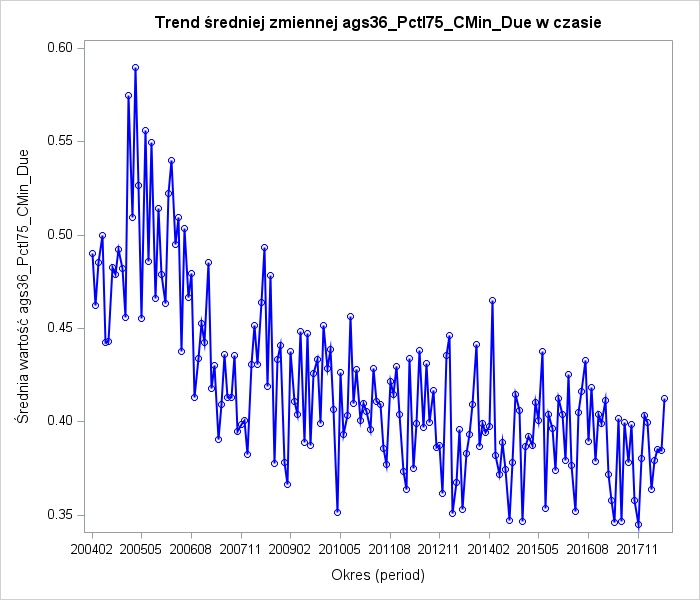 Trend średniej zmiennej ags36_Pctl75_CMin_Due w czasie
Średnia wartość ags36_Pctl75_CMin_Due
0.60
0.55
0.50
0.45
0.40
0.35
200402 200505 200608 200711 200902 201005 201108 201211 201402 201505 201608 201711
Okres (period)